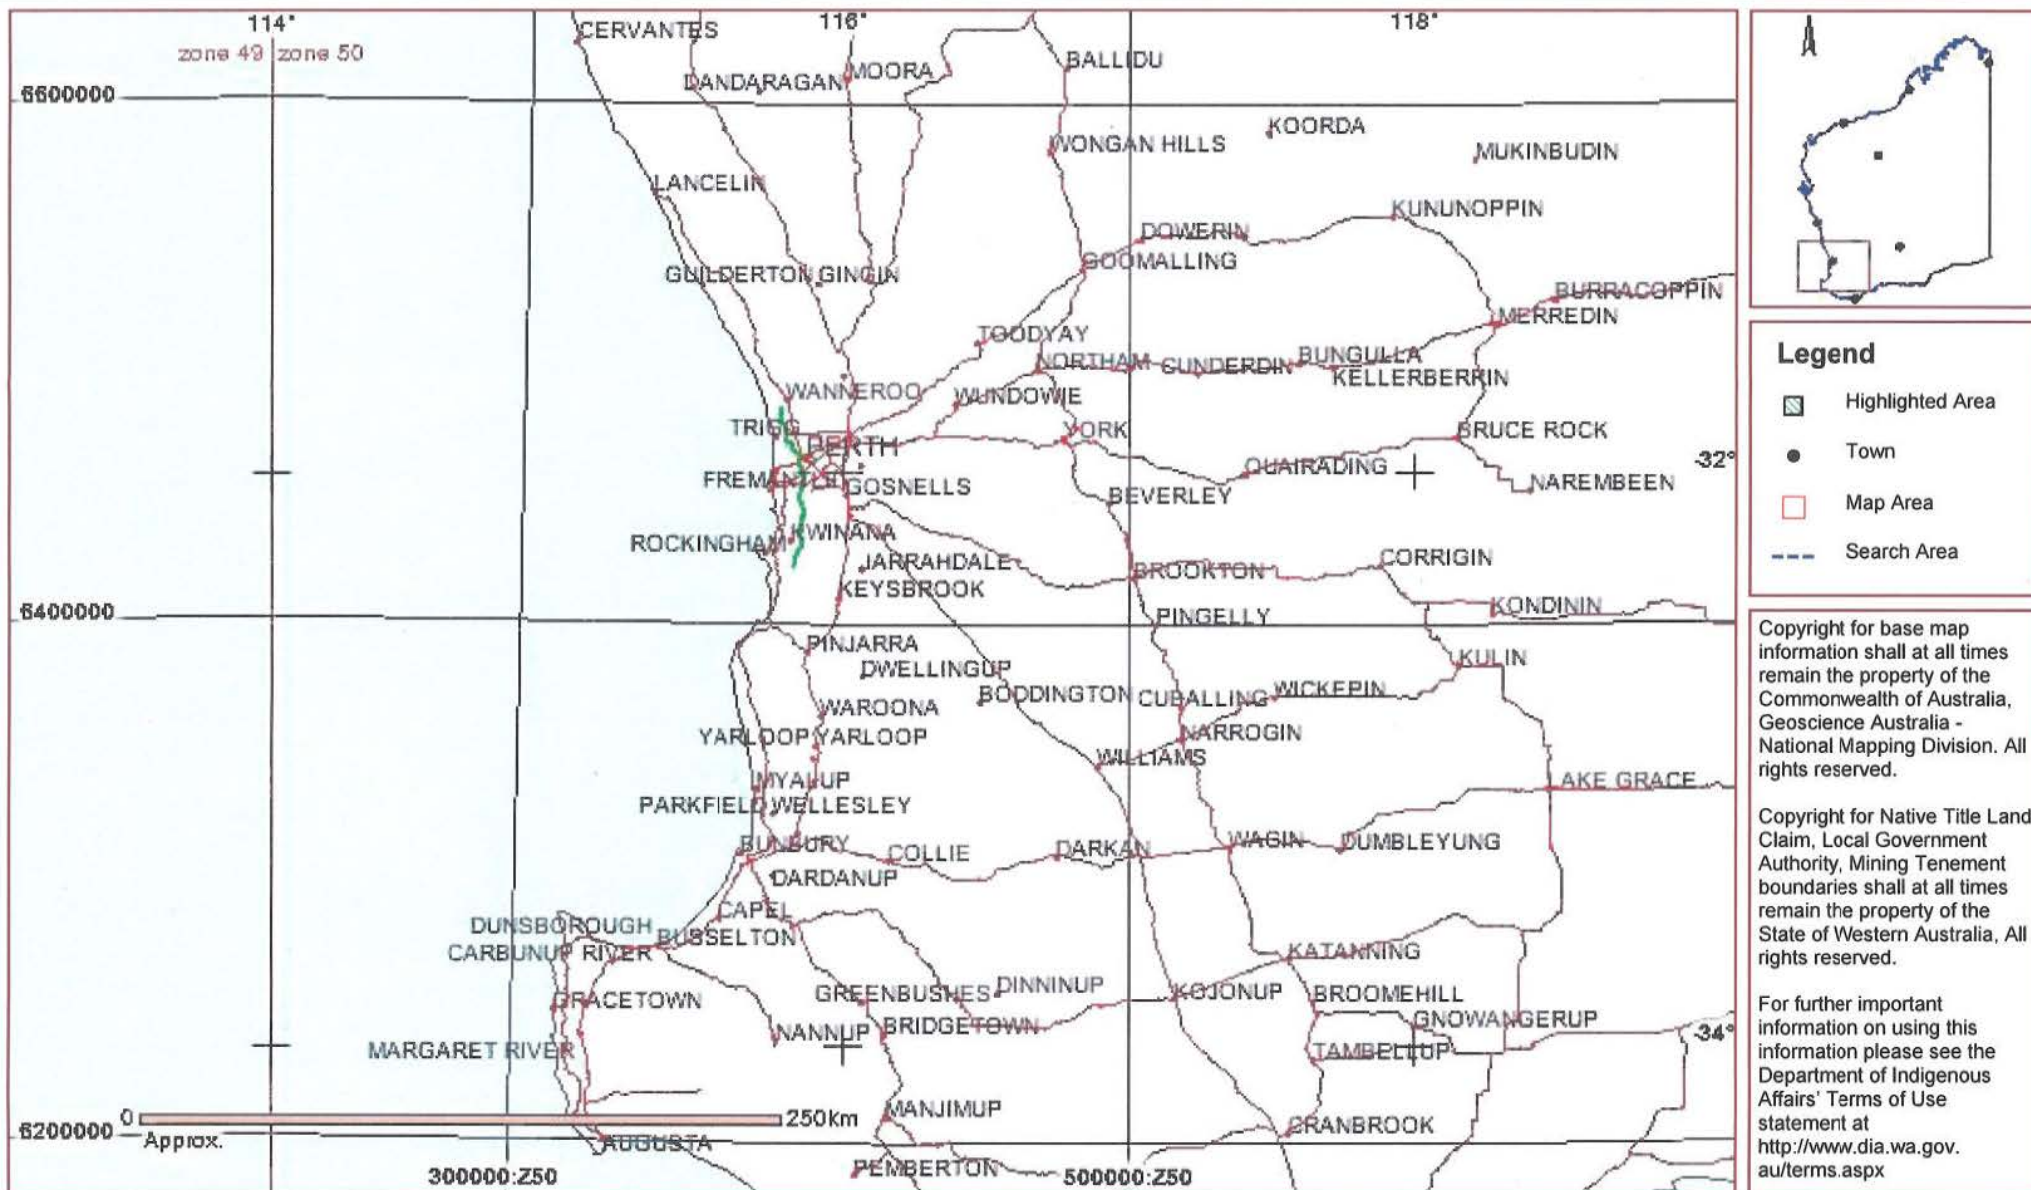 114°
116°
118°
zone 49 zone 50
CERVANTES
BALLIDU
DANDARAGAN
MOORA
6600000
KOORDA
WONGAN HILLS
MUKINBUDIN
LANCELIN
KUNUNOPPIN
DOWERIN
GOOMALLING
GUILDERTON
GINGIN
BURRACOPPIN
MERREDIN
TOODYAY
NORTHAM
CUNDERDIN
BUNGULLA
KELLERBERRIN
WANNEROO
WUNDOWIE
TRIGG
PERTH
YORK
BRUCE ROCK
-32°
QUAIRADING
FREMANTLE
GOSNELLS
NAREMBEEN
BEVERLEY
KWINANA
ROCKINGHAM
JARRAHDALE
CORRIGIN
BROOKTON
KEYSBROOK
KONDININ
6400000
PINGELLY
PINJARRA
KULIN
DWELLINGUP
BODDINGTON
CUBALLING
WICKEPIN
WAROONA
YARLOOP
YARLOOP
NARROGIN
WILLIAMS
MYALUP
AKE GRACE
PARKFIELD
WELLESLEY
BUNBURY
COLLIE
DARKAN
WAGIN
DUMBLEYUNG
DARDANUP
CAPEL
DUNSBOROUGH
BUSSELTON
CARBUNUP RIVER
KATANNING
GRACETOWN
GREENBUSHES
DINNINUP
KOJONUP
BROOMEHILL
GNOWANGERUP
NANNUP
BRIDGETOWN
-34°
MARGARET RIVER
TAMBELLUP
0
250km
Approx.
MANJIMUP
CRANBROOK
6200000
AUGUSTA
PEMBERTON
300000:Z50
500000:Z50
Legend
Highlighted Area
Town
Map Area
Search Area
Copyright for base map
information shall at all times
remain the property of the
Commonwealth of Australia,
Geoscience Australia -
National Mapping Division. All
rights reserved.
Copyright for Native Title Land
Claim, Local Government
Authority, Mining Tenement
boundaries shall at all times
remain the property of the
State of Western Australia, All
rights reserved.
For further important
information on using this
information please see the
Department of Indigenous
Affairs' Terms of Use
statement at
http://www.dia.wa.gov.
au/terms.aspx